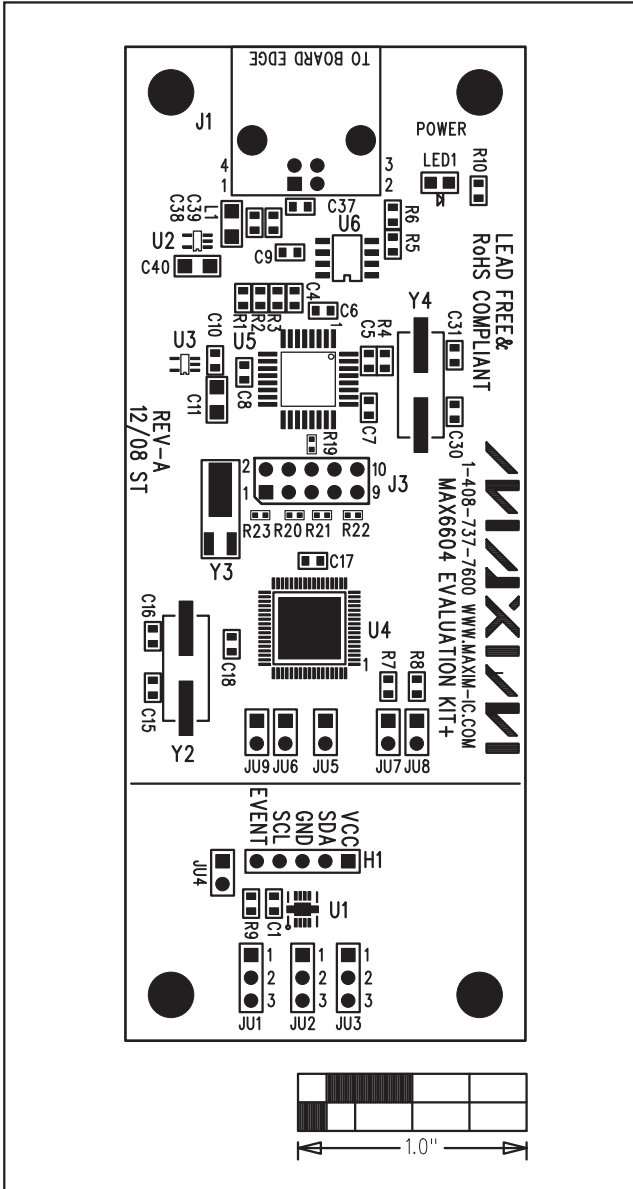 TO BOARD EDGE
J1
POWER
4
3
1
2
LED1
R10
C38
C39
L1
C37
U6
R6
R5
U2
C9
C40
LEAD FREE&
RoHS COMPLIANT
R1
R2
R3
C4
C6
1
Y4
C10
U3
U5
C5
R4
C31
C8
C11
C7
C30
REV-A
12/08 ST
R19
2
10
J3
1
9
R23
R20
R21
R22
Y3
MAXIM
1-408-737-7600 WWW.MAXIM-IC.COM
MAX6604 EVALUATION KIT+
C17
U4
1
C16
C18
C15
Y2
R7
R8
JU9
JU6
JU5
JU7
JU8
EVENT
SCL
GND
SDA
VCC
H1
JU4
R9
C1
U1
1
2
3
1
2
3
1
2
3
JU1
JU2
JU3
1.0"